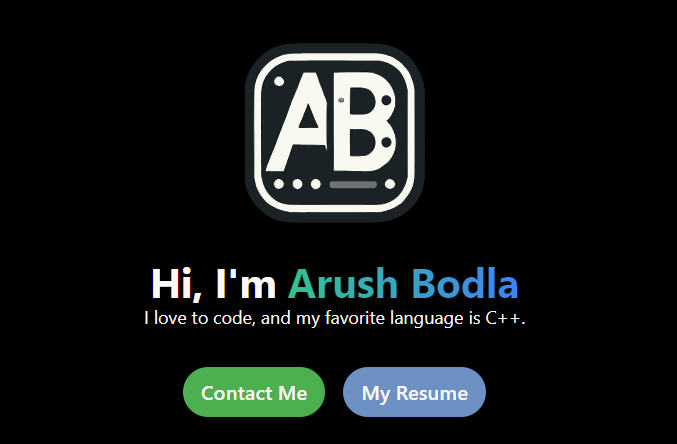 AB
Hi, I'm Arush Bodla
I love to code, and my favorite language is C++.
Contact Me
My Resume